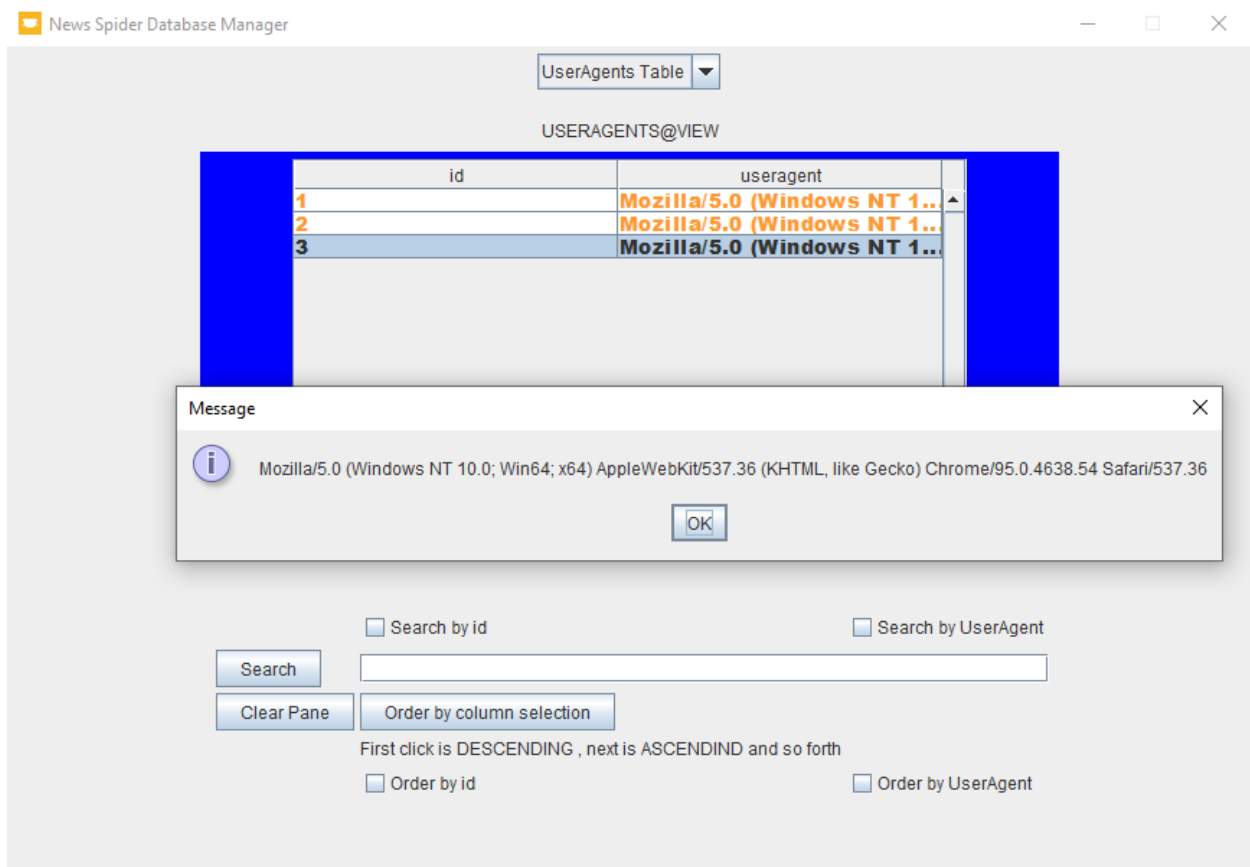 News Spider Database Manager
UserAgents Table
USERAGENTS@VIEW
id useragent
1 Mozilla/5.0 (Windows NT 1...
2 Mozilla/5.0 (Windows NT 1...
3 Mozilla/5.0 (Windows NT 1...
Message
Mozilla/5.0 (Windows NT 10.0; Win64; x64) AppleWebKit/537.36 (KHTML, like Gecko) Chrome/95.0.4638.54 Safari/537.36
OK
Search by id Search by UserAgent
Search
Clear Pane Order by column selection
First click is DESCENDING , next is ASCENDIND and so forth
Order by id Order by UserAgent